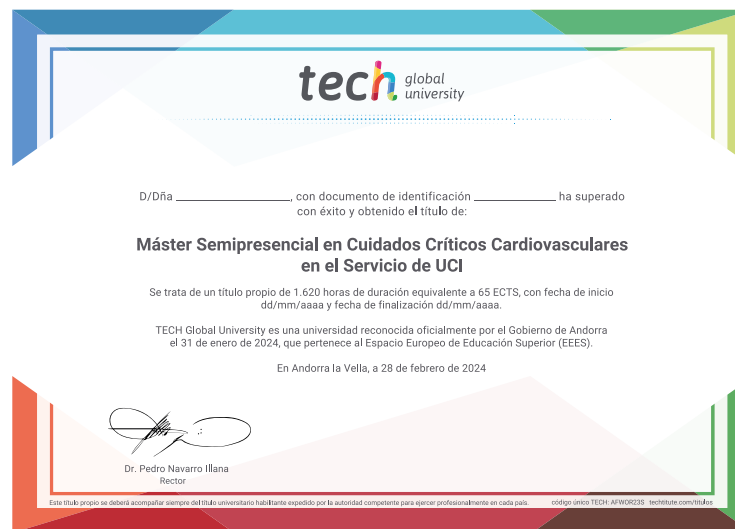 tech global
university
D/Dña ______________, con documento de identificación __________ ha superado
con éxito y obtenido el título de:
Máster Semipresencial en Cuidados Críticos Cardiovasculares
en el Servicio de UCI
Se trata de un título propio de 1.620 horas de duración equivalente a 65 ECTS, con fecha de inicio
dd/mm/aaaa y fecha de finalización dd/mm/aaaa.
TECH Global University es una universidad reconocida oficialmente por el Gobierno de Andorra
el 31 de enero de 2024, que pertenece al Espacio Europeo de Educación Superior (EEES).
En Andorra la Vella, a 28 de febrero de 2024
Dr. Pedro Navarro Illana
Rector
Este título propio se deberá acompañar siempre del título universitario habilitante expedido por la autoridad competente para ejercer profesionalmente en cada país. código único TECH: AFWOR23S techtitute.com/titulos